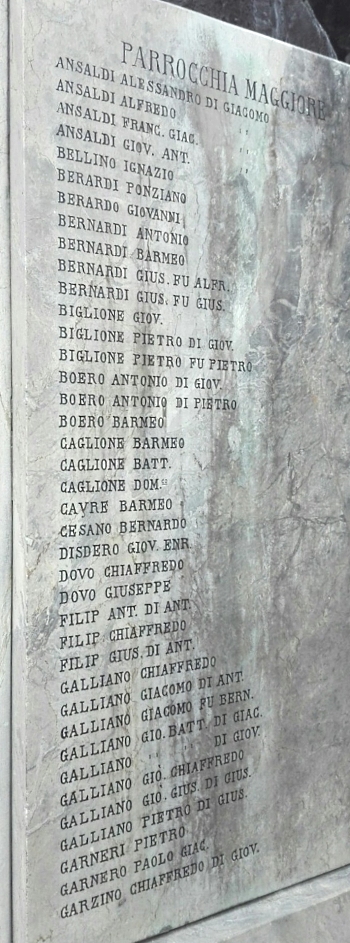 PARROCCHIA MAGGIORE
ANSALDI ALESSANDRO DI GIACOMO
ANSALDI ALFREDO " "
ANSALDI FRANC. GIAC. " "
ANSALDI GIOV. ANT. " "
BELLINO IGNAZIO
BERARDI PONZIANO
BERARDO GIOVANNI
BERNARDI ANTONIO
BERNARDI BARMEO
BERNARDI GIUS. FU ALFR.
BERNARDI GIUS. FU GIUS.
BIGLIONE GIOV.
BIGLIONE PIETRO DI GIOV.
BIGLIONE PIETRO FU PIETRO
BOERO ANTONIO DI GIOV.
BOERO ANTONIO DI PIETRO
BOERO BARMEO
CAGLIONE BARMEO
CAGLIONE BATT.
CAGLIONE DOM.co
CAVRE BARMEO
CESANO BERNARDO
DISDERO GIOV. ENR.
DOVO CHIAFFREDO
DOVO GIUSEPPE
FILIP ANT. DI ANT.
FILIP CHIAFFREDO
FILIP GIUS. DI ANT.
GALLIANO CHIAFFREDO
GALLIANO GIACOMO DI ANT.
GALLIANO GIACOMO FU BERN.
GALLIANO GIO. BATT. DI GIAC.
GALLIANO " " DI GIOV.
GALLIANO GIO. CHIAFFREDO
GALLIANO GIO. GIUS. DI GIUS.
GALLIANO PIETRO DI GIUS.
GARNERI PIETRO
GARNERO PAOLO GIAC.
GARZINO CHIAFFREDO DI GIOV.